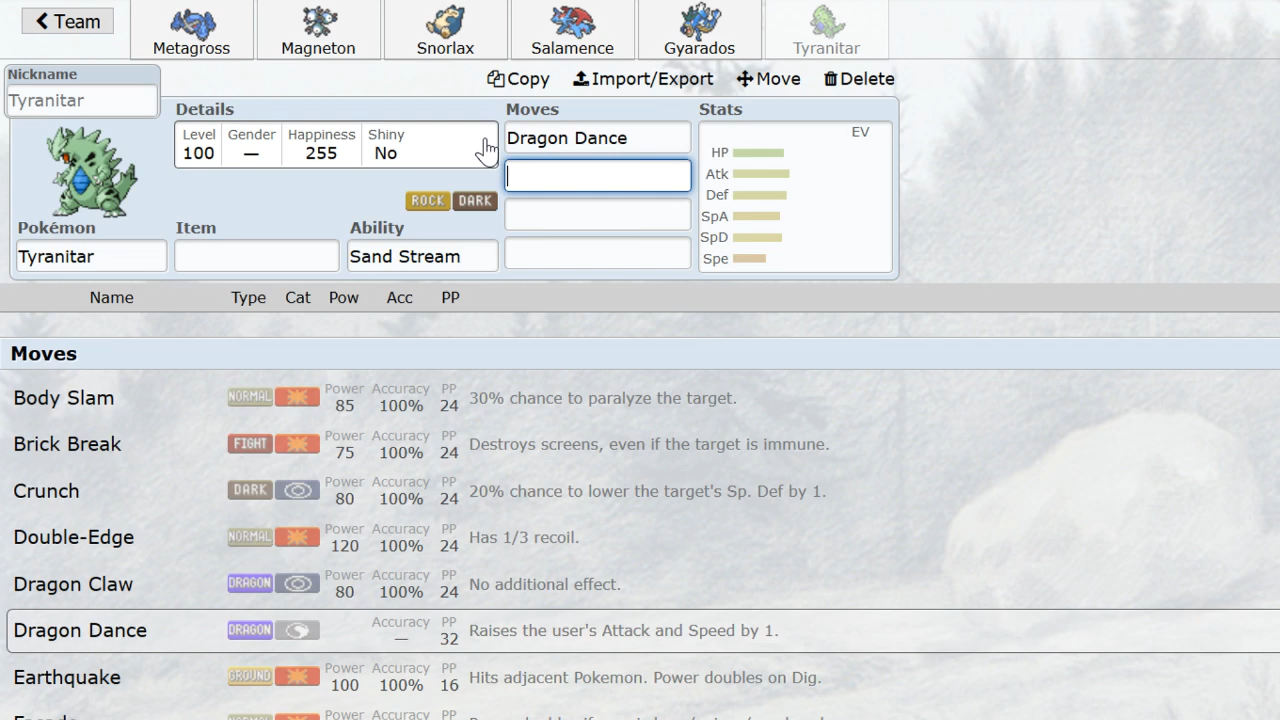 Team
Metagross
Magneton
Snorlax
Salamence
Gyarados
Tyranitar
Copy
Import/Export
Move
Delete
Nickname
Tyranitar
Details
Level
100
Gender
—
Happiness
255
Shiny
No
ROCK DARK
Pokémon
Tyranitar
Item
Ability
Sand Stream
Moves
Dragon Dance
Stats
EV
HP
Atk
Def
SpA
SpD
Spe
Name Type Cat Pow Acc PP
Moves
Body Slam NORMAL Power 85 Accuracy 100% PP 24 30% chance to paralyze the target.
Brick Break FIGHT Power 75 Accuracy 100% PP 24 Destroys screens, even if the target is immune.
Crunch DARK Power 80 Accuracy 100% PP 24 20% chance to lower the target's Sp. Def by 1.
Double-Edge NORMAL Power 120 Accuracy 100% PP 24 Has 1/3 recoil.
Dragon Claw DRAGON Power 80 Accuracy 100% PP 24 No additional effect.
Dragon Dance DRAGON Accuracy — PP 32 Raises the user's Attack and Speed by 1.
Earthquake GROUND Power 100 Accuracy 100% PP 16 Hits adjacent Pokemon. Power doubles on Dig.
Power Accuracy PP